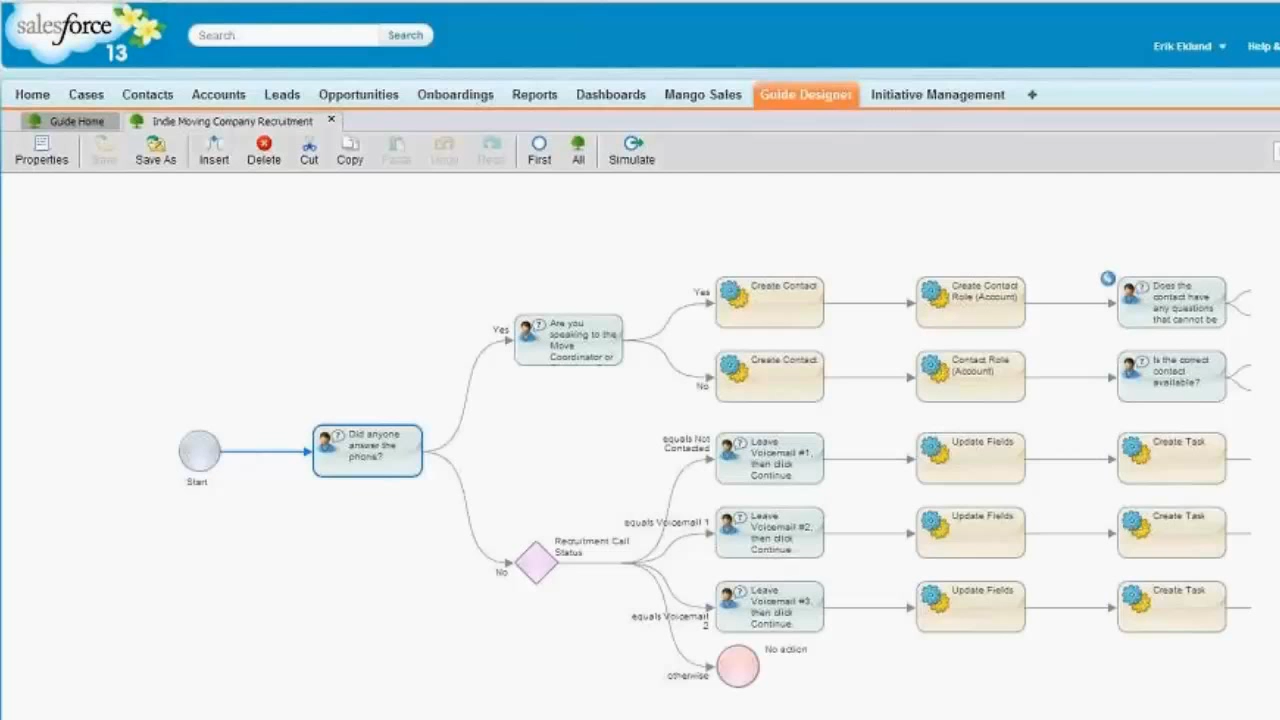 salesforce
13
Search...
Search
Erik Eklund
Help &
Home Cases Contacts Accounts Leads Opportunities Onboardings Reports Dashboards Mango Sales Guide Designer Initiative Management +
Guide Home
Indie Moving Company Recruitment
Properties Save Save As Insert Delete Cut Copy Paste Undo Redo First All Simulate
Start
Did anyone
answer the
phone?
Yes
No
Are you
speaking to the
Move
Coordinator or
Yes
No
Create Contact
Create Contact
Role (Account)
Does the
contact have
any questions
that cannot be
Create Contact
Contact Role
(Account)
Is the correct
contact
available?
Recruitment Call
Status
equals Not
Contacted
Leave
Voicemail #1,
then click
Continue.
Update Fields
Create Task
equals Voicemail 1
Leave
Voicemail #2,
then click
Continue.
Update Fields
Create Task
equals Voicemail
2
Leave
Voicemail #3,
then click
Continue.
Update Fields
Create Task
otherwise
No action